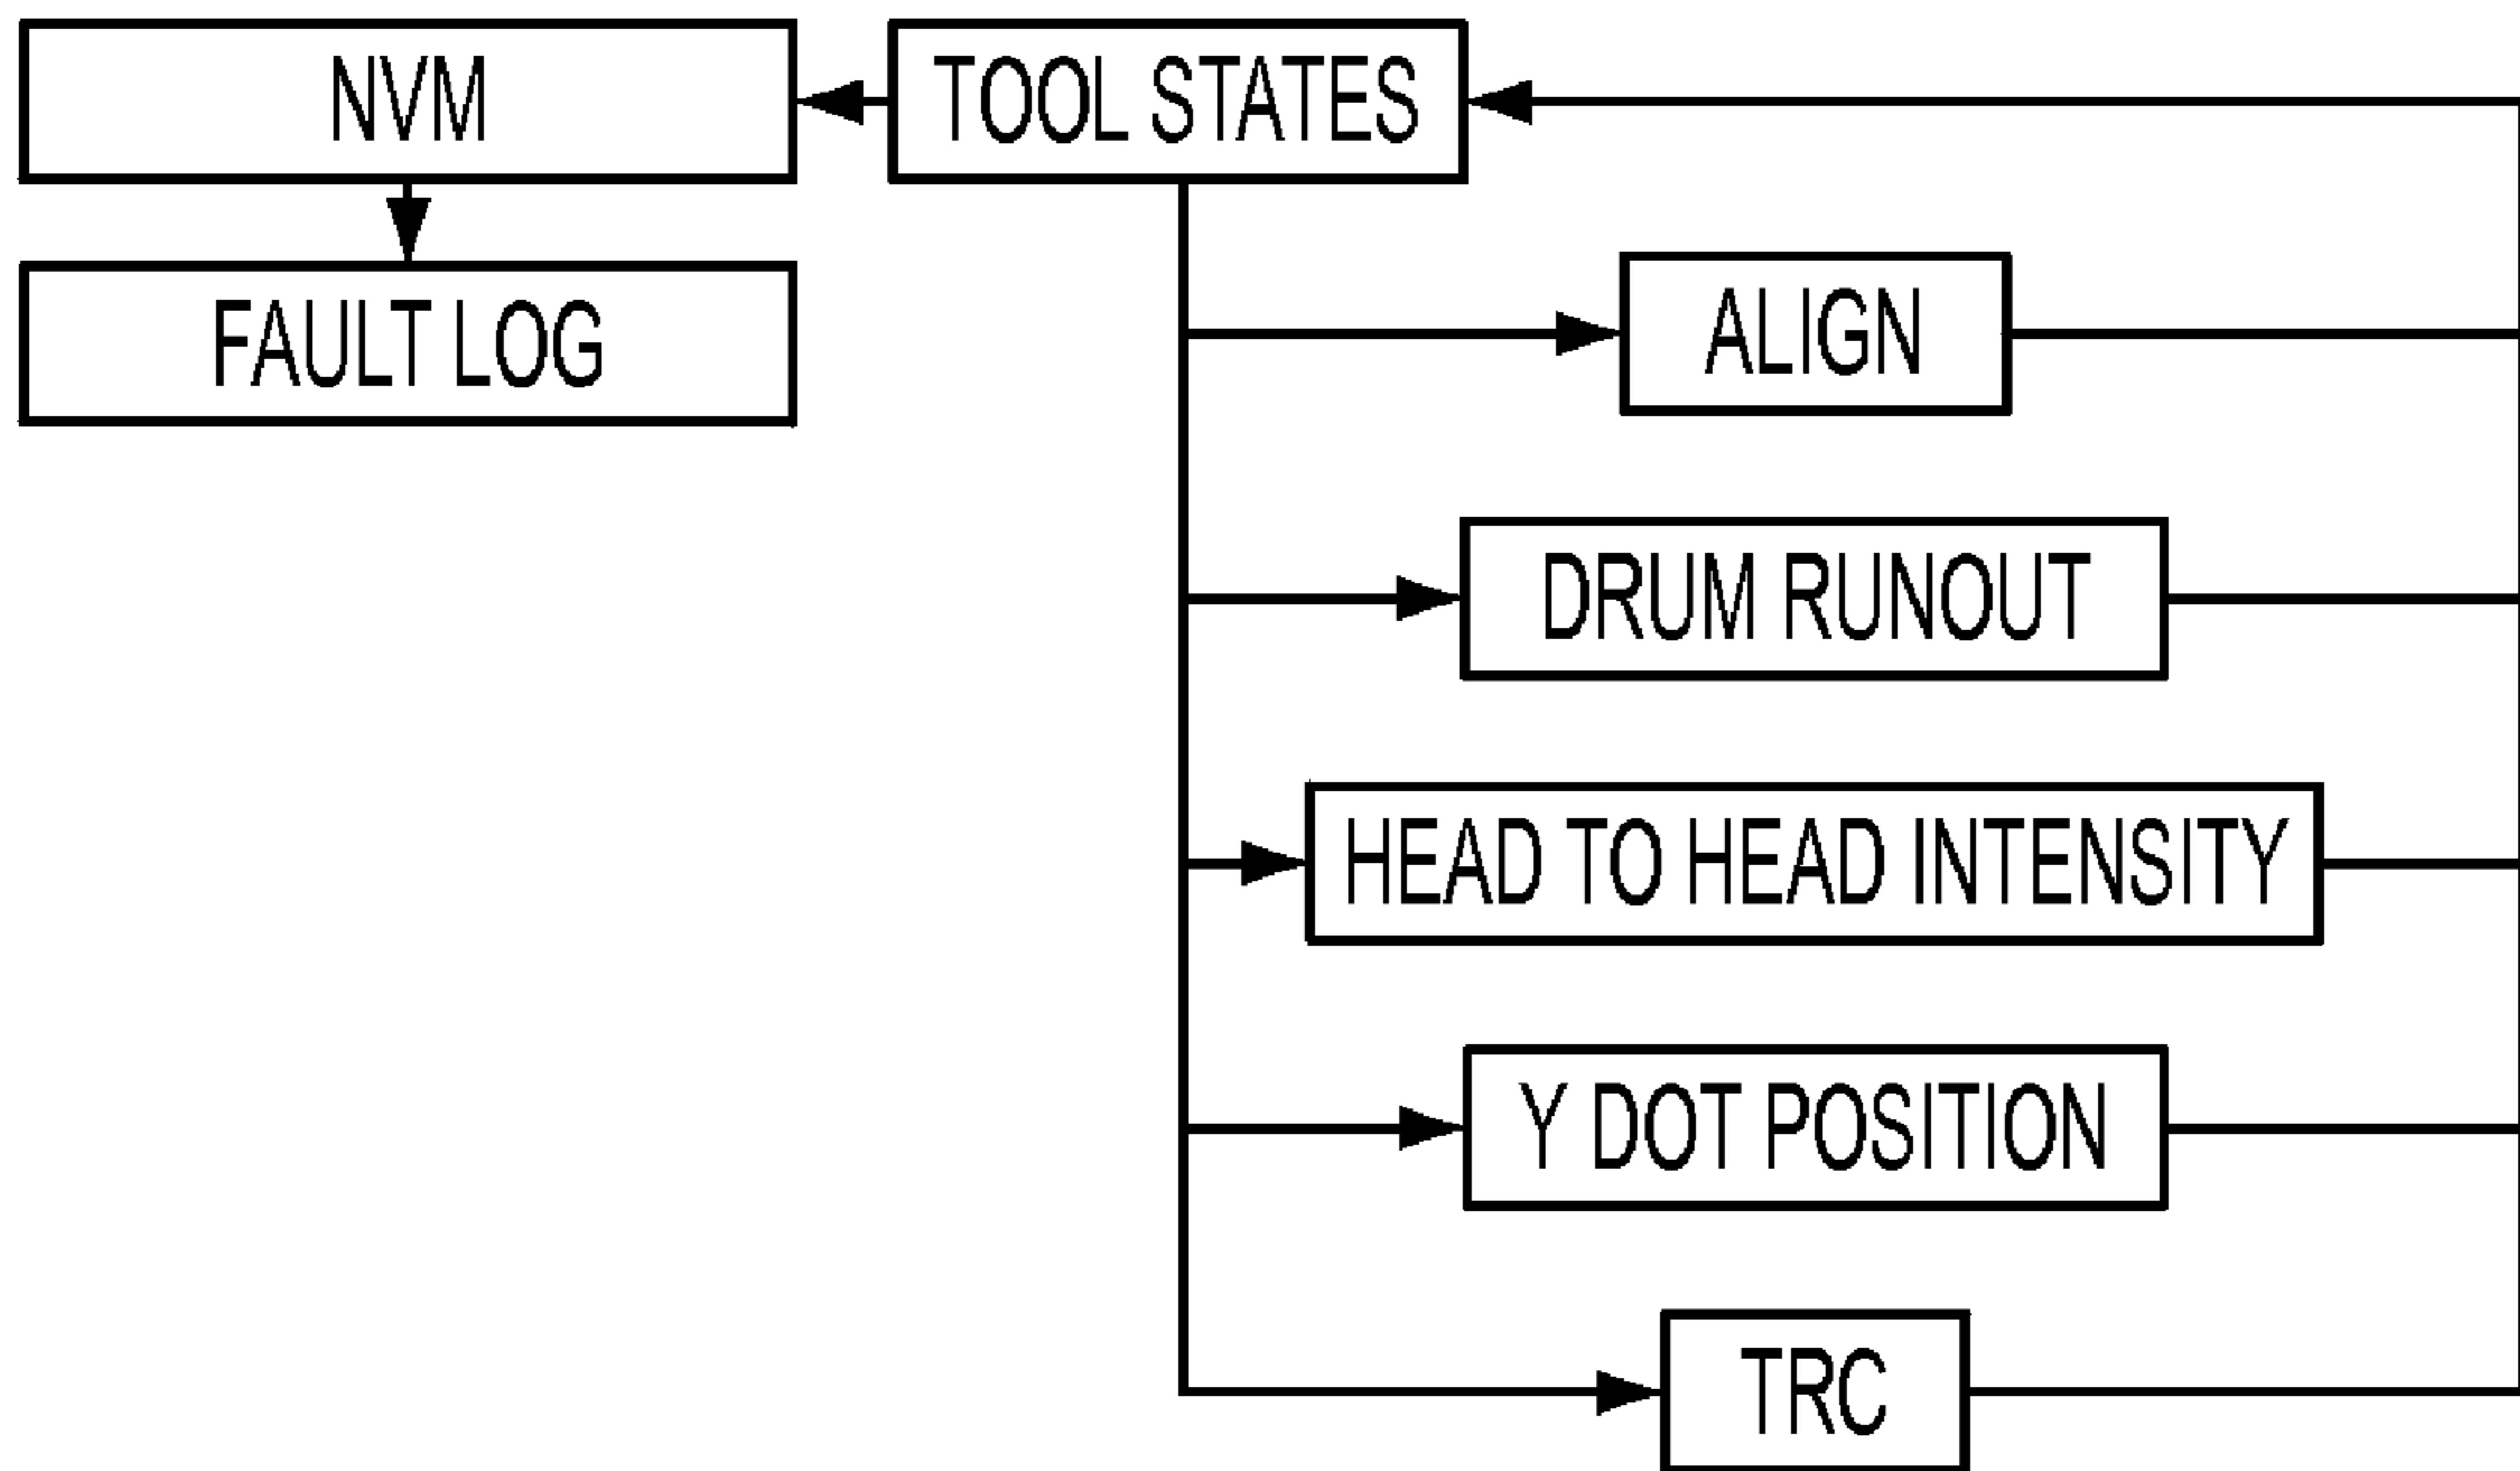 NVM
TOOL STATES
FAULT LOG
ALIGN
DRUM RUNOUT
HEAD TO HEAD INTENSITY
Y DOT POSITION
TRC